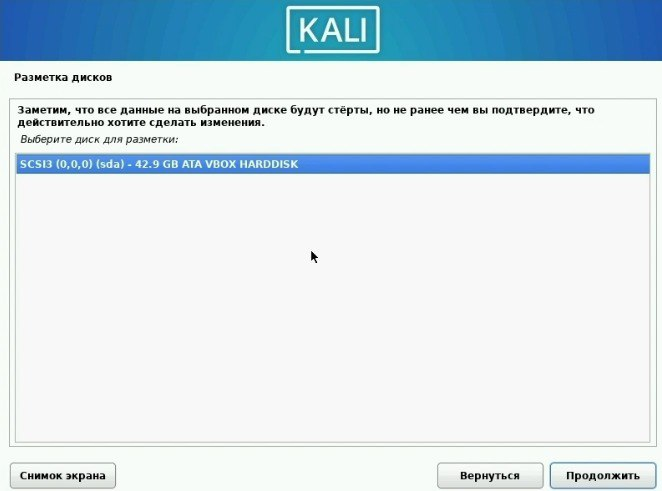 KALI
Разметка дисков
Заметим, что все данные на выбранном диске будут стёрты, но не ранее чем вы подтвердите, что
действительно хотите сделать изменения.
Выберите диск для разметки:
SCSI3 (0,0,0) (sda) - 42.9 GB ATA VBOX HARDDISK
Снимок экрана
Вернуться
Продолжить